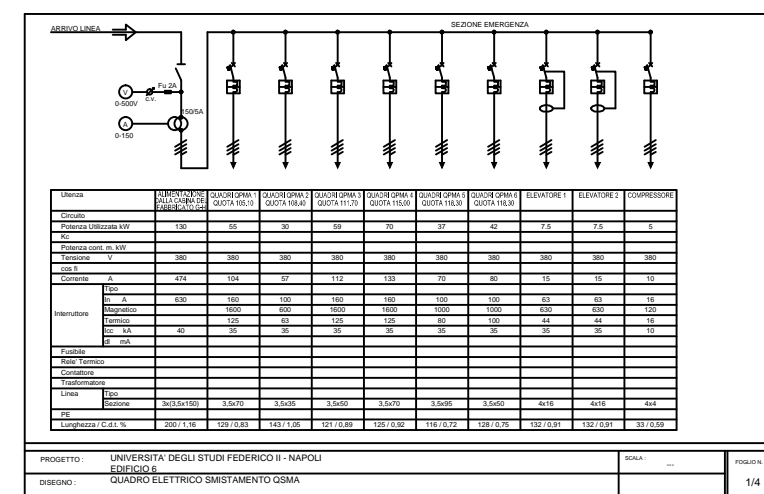 ARRIVO LINEA
SEZIONE EMERGENZA
V
Fu 2A
c.v.
0-500V
150/5A
A
0-150
Utenza ALIMENTAZIONE DALLA CABINA DEL FABBRICATO G-H QUADRI QPMA 1 QUOTA 105,10 QUADRI QPMA 2 QUOTA 108,40 QUADRI QPMA 3 QUOTA 111,70 QUADRI QPMA 4 QUOTA 115,00 QUADRI QPMA 5 QUOTA 118,30 QUADRI QPMA 6 QUOTA 118,30 ELEVATORE 1 ELEVATORE 2 COMPRESSORE
Circuito
Potenza Utilizzata kW 130 55 30 59 70 37 42 7.5 7.5 5
Kc
Potenza cont. m. kW
Tensione V 380 380 380 380 380 380 380 380 380 380
cos fi
Corrente A 474 104 57 112 133 70 80 15 15 10
Interruttore
Tipo
In A 630 160 100 160 160 100 100 63 63 16
Magnetico 1600 600 1600 1600 1000 1000 630 630 120
Termico 125 63 125 125 80 100 44 44 16
Icc kA 40 35 35 35 35 35 35 35 35 10
dI mA
Fusibile
Rele' Termico
Contattore
Trasformatore
Linea Tipo
Sezione 3x(3,5x150) 3,5x70 3,5x35 3,5x50 3,5x70 3,5x95 3,5x50 4x16 4x16 4x4
PE
Lunghezza / C.d.t. % 200 / 1,16 129 / 0,83 143 / 1,05 121 / 0,89 125 / 0,92 116 / 0,72 128 / 0,75 132 / 0,91 132 / 0,91 33 / 0,59
PROGETTO : UNIVERSITA' DEGLI STUDI FEDERICO II - NAPOLI
EDIFICIO 6
SCALA : ---
FOGLIO N.
DISEGNO : QUADRO ELETTRICO SMISTAMENTO QSMA
1/4